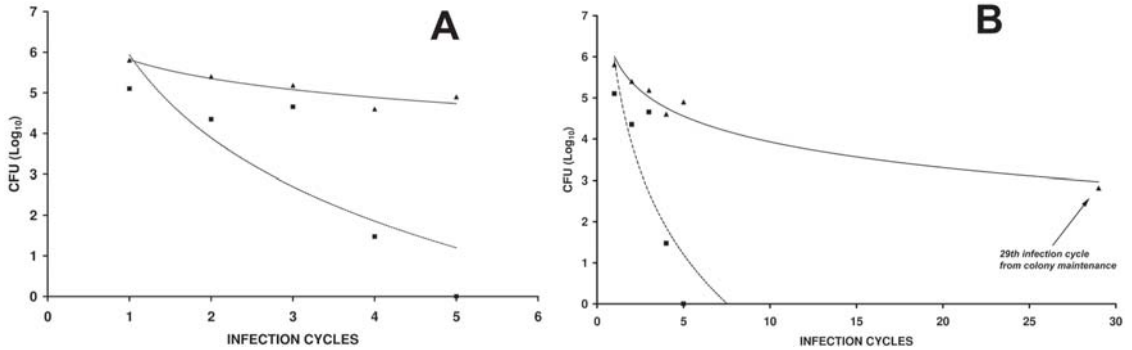 A
7
6
5
4
3
2
1
0
CFU (Log10)
0 1 2 3 4 5 6
INFECTION CYCLES
B
7
6
5
4
3
2
1
0
CFU (Log10)
29th infection cycle
from colony maintenance
0 5 10 15 20 25 30
INFECTION CYCLES